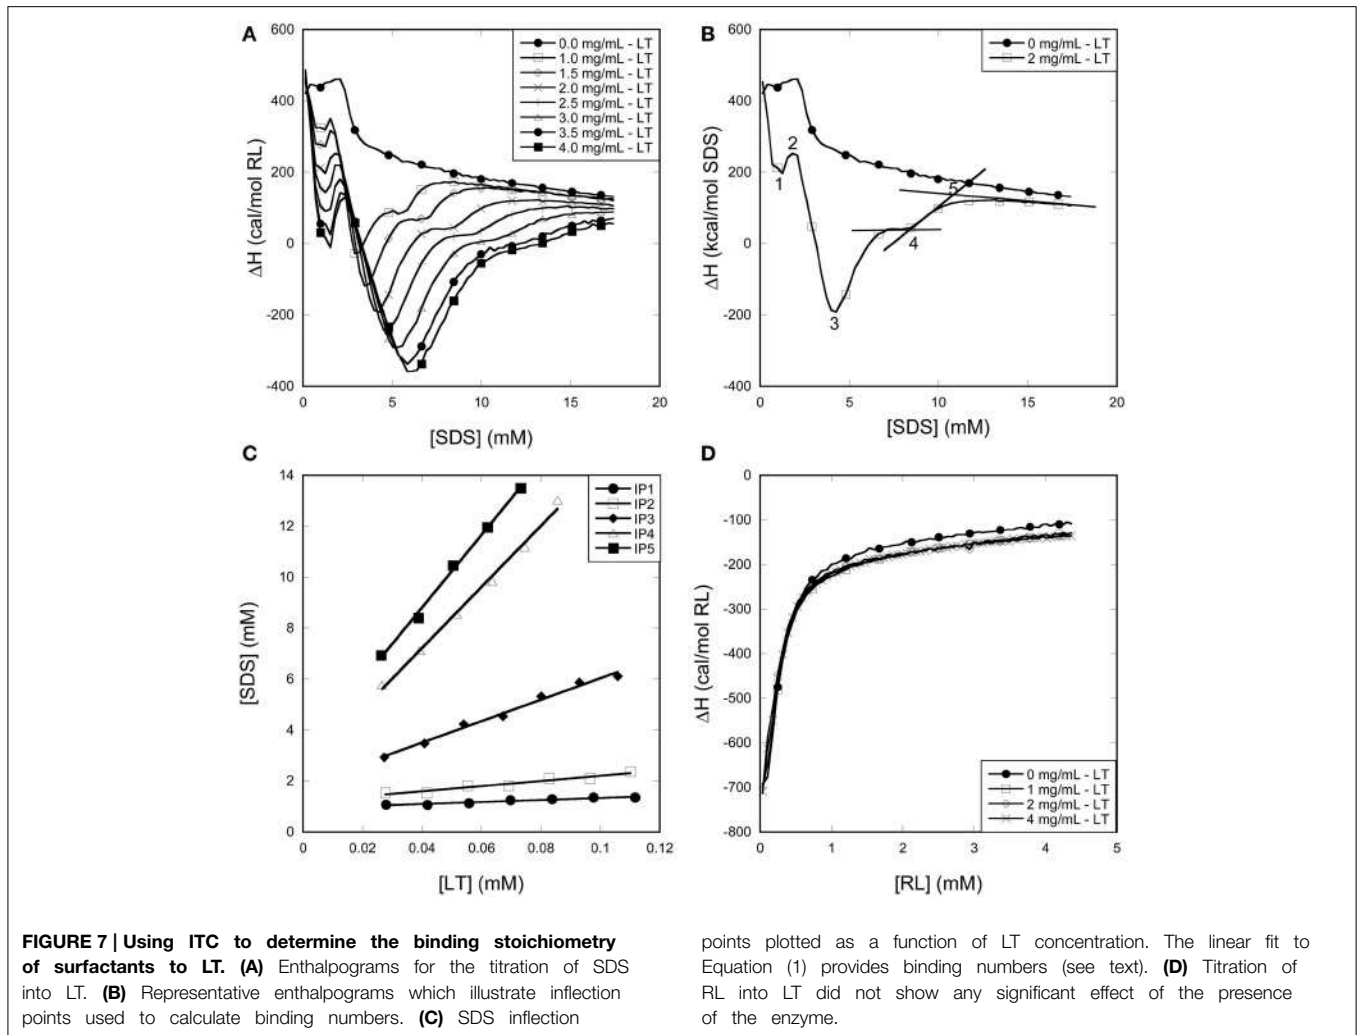 A
600
400
200
0
-200
-400
0
5
10
15
20
ΔH (cal/mol RL)
[SDS] (mM)
0.0 mg/mL - LT
1.0 mg/mL - LT
1.5 mg/mL - LT
2.0 mg/mL - LT
2.5 mg/mL - LT
3.0 mg/mL - LT
3.5 mg/mL - LT
4.0 mg/mL - LT
B
600
400
200
0
-200
-400
0
5
10
15
20
ΔH (kcal/mol SDS)
[SDS] (mM)
0 mg/mL - LT
2 mg/mL - LT
1
2
3
4
5
C
14
12
10
8
6
4
2
0
0
0.02
0.04
0.06
0.08
0.1
0.12
[SDS] (mM)
[LT] (mM)
IP1
IP2
IP3
IP4
IP5
D
0
-100
-200
-300
-400
-500
-600
-700
-800
0
1
2
3
4
5
ΔH (cal/mol RL)
[RL] (mM)
0 mg/mL - LT
1 mg/mL - LT
2 mg/mL - LT
4 mg/mL - LT
FIGURE 7 | Using ITC to determine the binding stoichiometry
of surfactants to LT. (A) Enthalpograms for the titration of SDS
into LT. (B) Representative enthalpograms which illustrate inflection
points used to calculate binding numbers. (C) SDS inflection
points plotted as a function of LT concentration. The linear fit to
Equation (1) provides binding numbers (see text). (D) Titration of
RL into LT did not show any significant effect of the presence
of the enzyme.